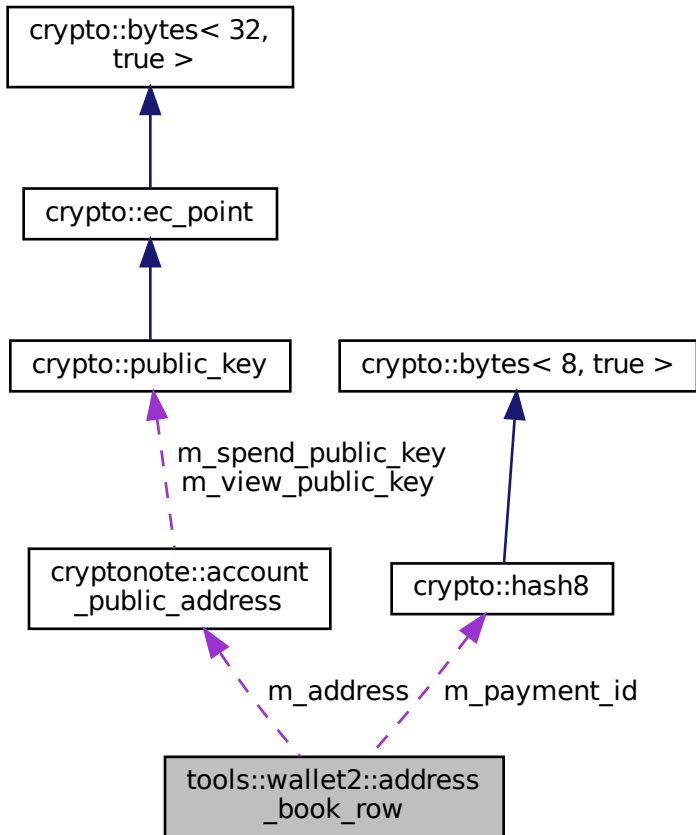 crypto::bytes< 32,
true >
crypto::ec_point
crypto::public_key
crypto::bytes< 8, true >
m_spend_public_key
m_view_public_key
cryptonote::account
_public_address
crypto::hash8
m_address
m_payment_id
tools::wallet2::address
_book_row